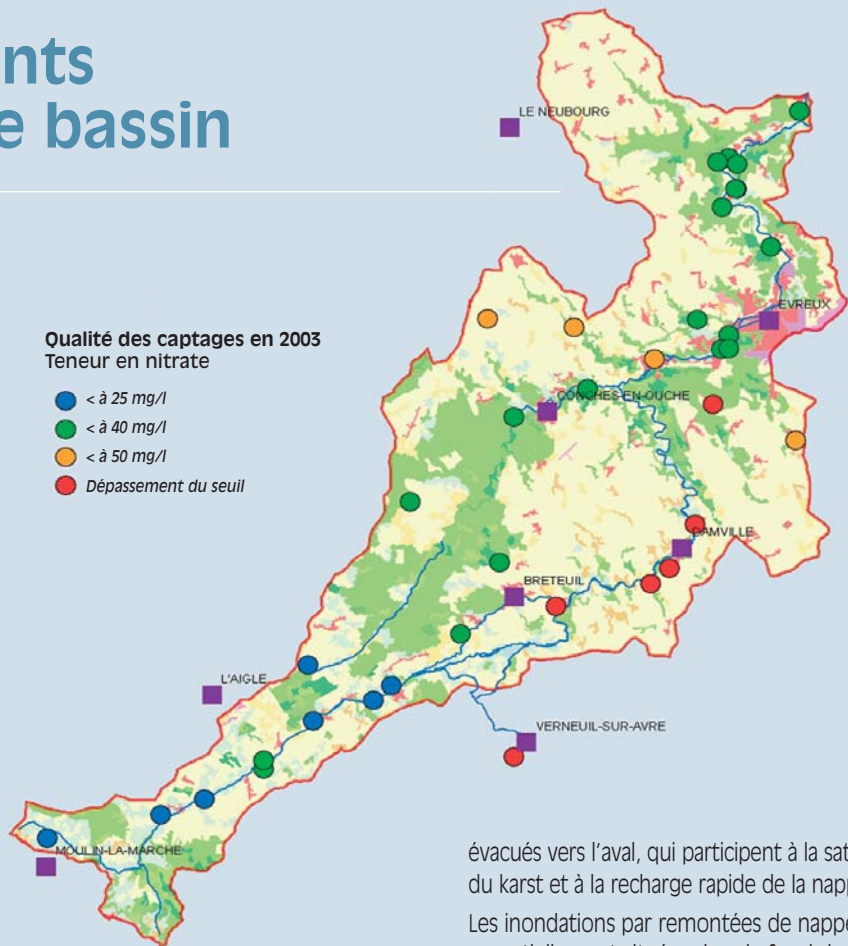 nts
e bassin
LE NEUBOURG
EVREUX
Qualité des captages en 2003
Teneur en nitrate
< à 25 mg/l
< à 40 mg/l
< à 50 mg/l
Dépassement du seuil
CONCHES-EN-OUCHE
DAMVILLE
BRETEUIL
L'AIGLE
VERNEUIL-SUR-AVRE
MOULIN-LA-MARCHE
évacués vers l'aval, qui participent à la sat
du karst et à la recharge rapide de la napp
Les inondations par remontées de nappe